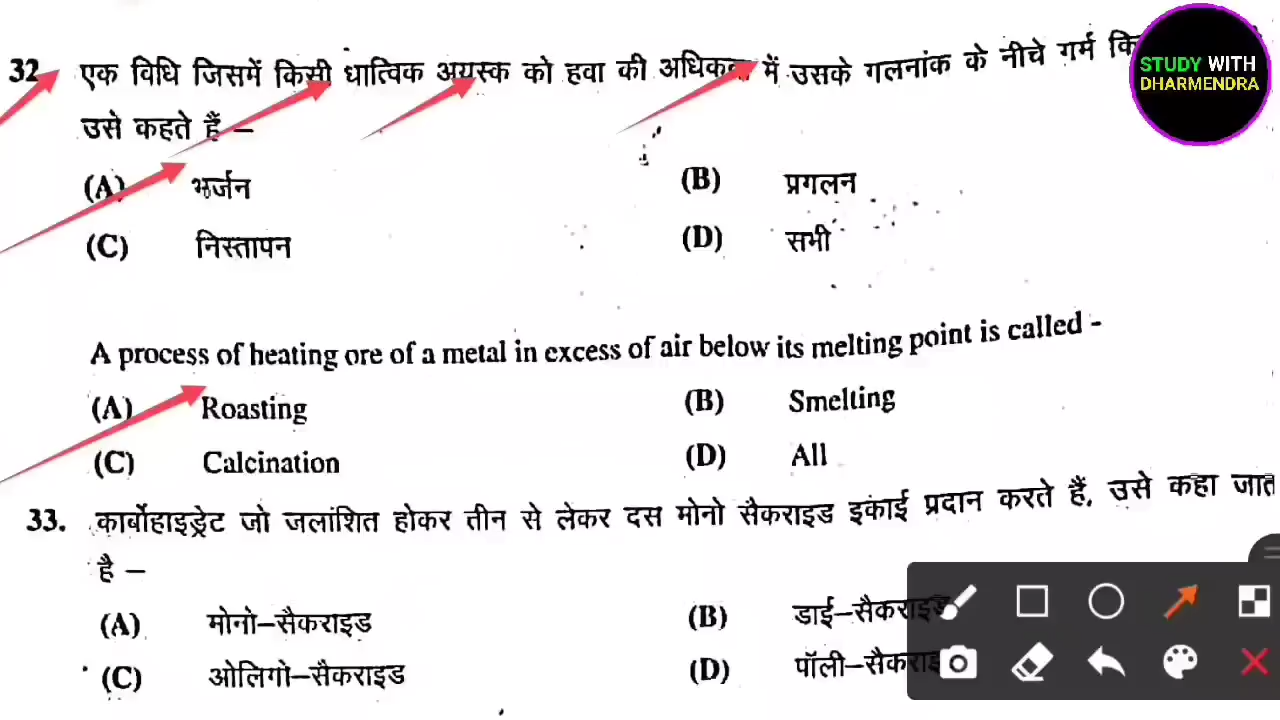 32. एक विधि जिसमें किसी धात्विक अयस्क को हवा की अधिकता में उसके गलनांक के नीचे गर्म
उसे कहते हैं –
(A) भर्जन (B) प्रगलन
(C) निस्तापन (D) सभी
A process of heating ore of a metal in excess of air below its melting point is called -
(A) Roasting (B) Smelting
(C) Calcination (D) All
33. कार्बोहाइड्रेट जो जलांशित होकर तीन से लेकर दस मोनो सैकराइड इकाई प्रदान करते हैं, उसे कहा जात
है –
(A) मोनो–सैकराइड (B) डाई–सैकराइड
(C) ओलिगो–सैकराइड (D) पॉली–सैकराइड
STUDY WITH
DHARMENDRA